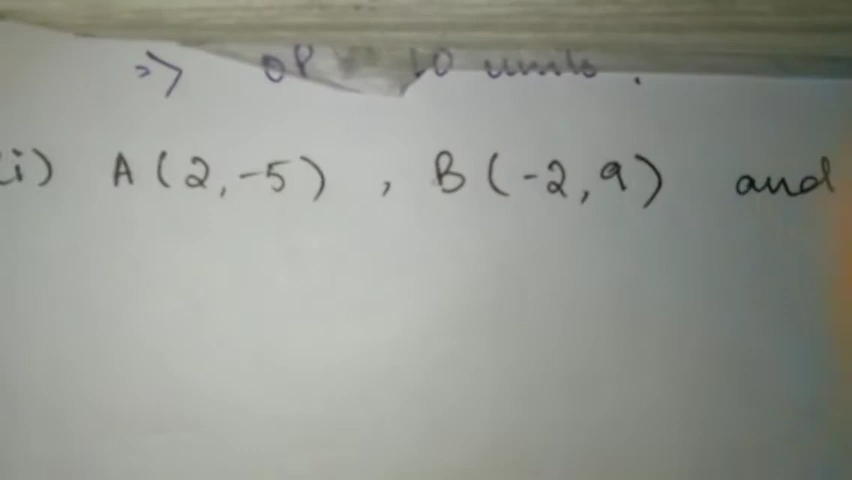 => OP 10 units.
(i) A(2,-5), B(-2,9) and